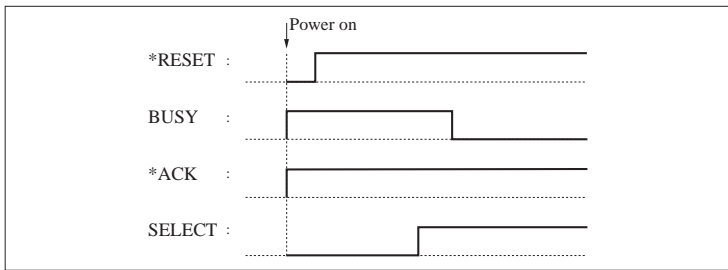 Power on
*RESET :
BUSY :
*ACK :
SELECT :